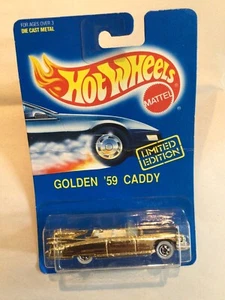 FOR AGES OVER 3
DIE CAST METAL
Hot Wheels
MATTEL
LIMITED
EDITION
GOLDEN '59 CADDY